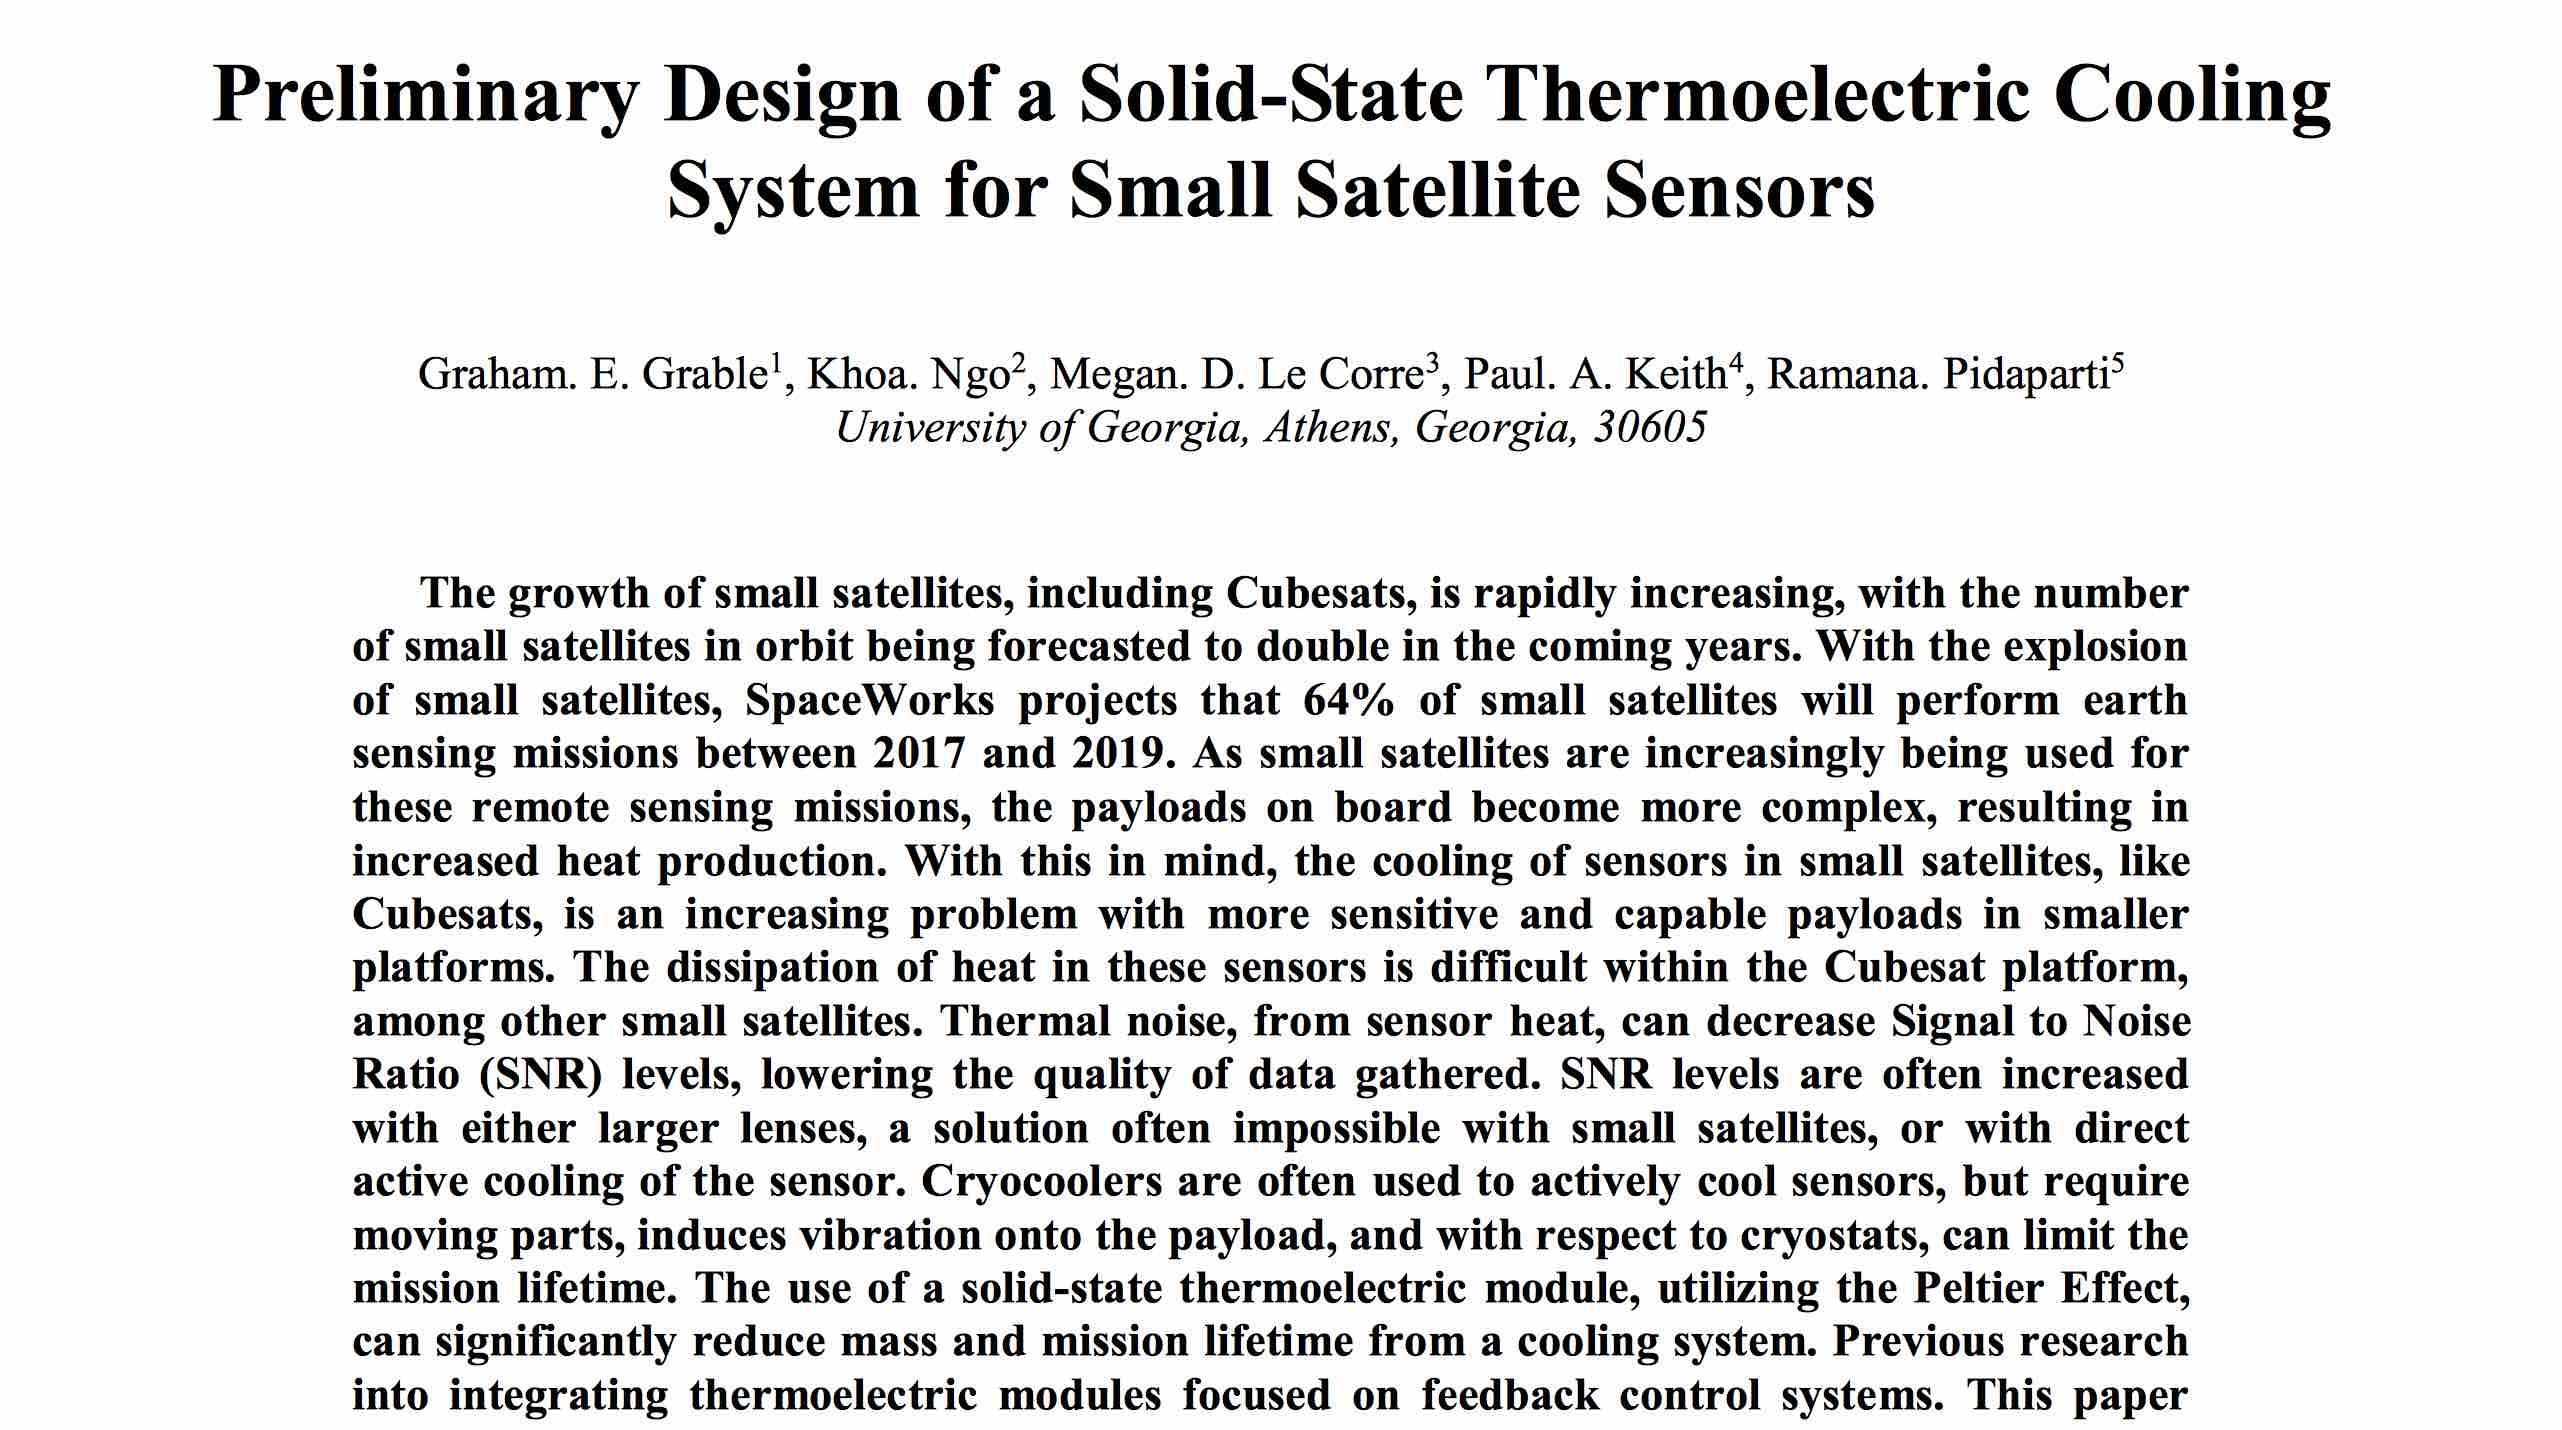 Preliminary Design of a Solid-State Thermoelectric Cooling
System for Small Satellite Sensors
Graham. E. Grable¹, Khoa. Ngo², Megan. D. Le Corre³, Paul. A. Keith⁴, Ramana. Pidaparti⁵
University of Georgia, Athens, Georgia, 30605
The growth of small satellites, including Cubesats, is rapidly increasing, with the number
of small satellites in orbit being forecasted to double in the coming years. With the explosion
of small satellites, SpaceWorks projects that 64% of small satellites will perform earth
sensing missions between 2017 and 2019. As small satellites are increasingly being used for
these remote sensing missions, the payloads on board become more complex, resulting in
increased heat production. With this in mind, the cooling of sensors in small satellites, like
Cubesats, is an increasing problem with more sensitive and capable payloads in smaller
platforms. The dissipation of heat in these sensors is difficult within the Cubesat platform,
among other small satellites. Thermal noise, from sensor heat, can decrease Signal to Noise
Ratio (SNR) levels, lowering the quality of data gathered. SNR levels are often increased
with either larger lenses, a solution often impossible with small satellites, or with direct
active cooling of the sensor. Cryocoolers are often used to actively cool sensors, but require
moving parts, induces vibration onto the payload, and with respect to cryostats, can limit the
mission lifetime. The use of a solid-state thermoelectric module, utilizing the Peltier Effect,
can significantly reduce mass and mission lifetime from a cooling system. Previous research
into integrating thermoelectric modules focused on feedback control systems. This paper